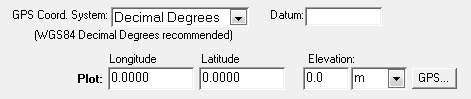 GPS Coord. System: Decimal Degrees Datum:
(WGS84 Decimal Degrees recommended)
Longitude Latitude Elevation:
Plot: 0.0000 0.0000 0.0 m GPS...